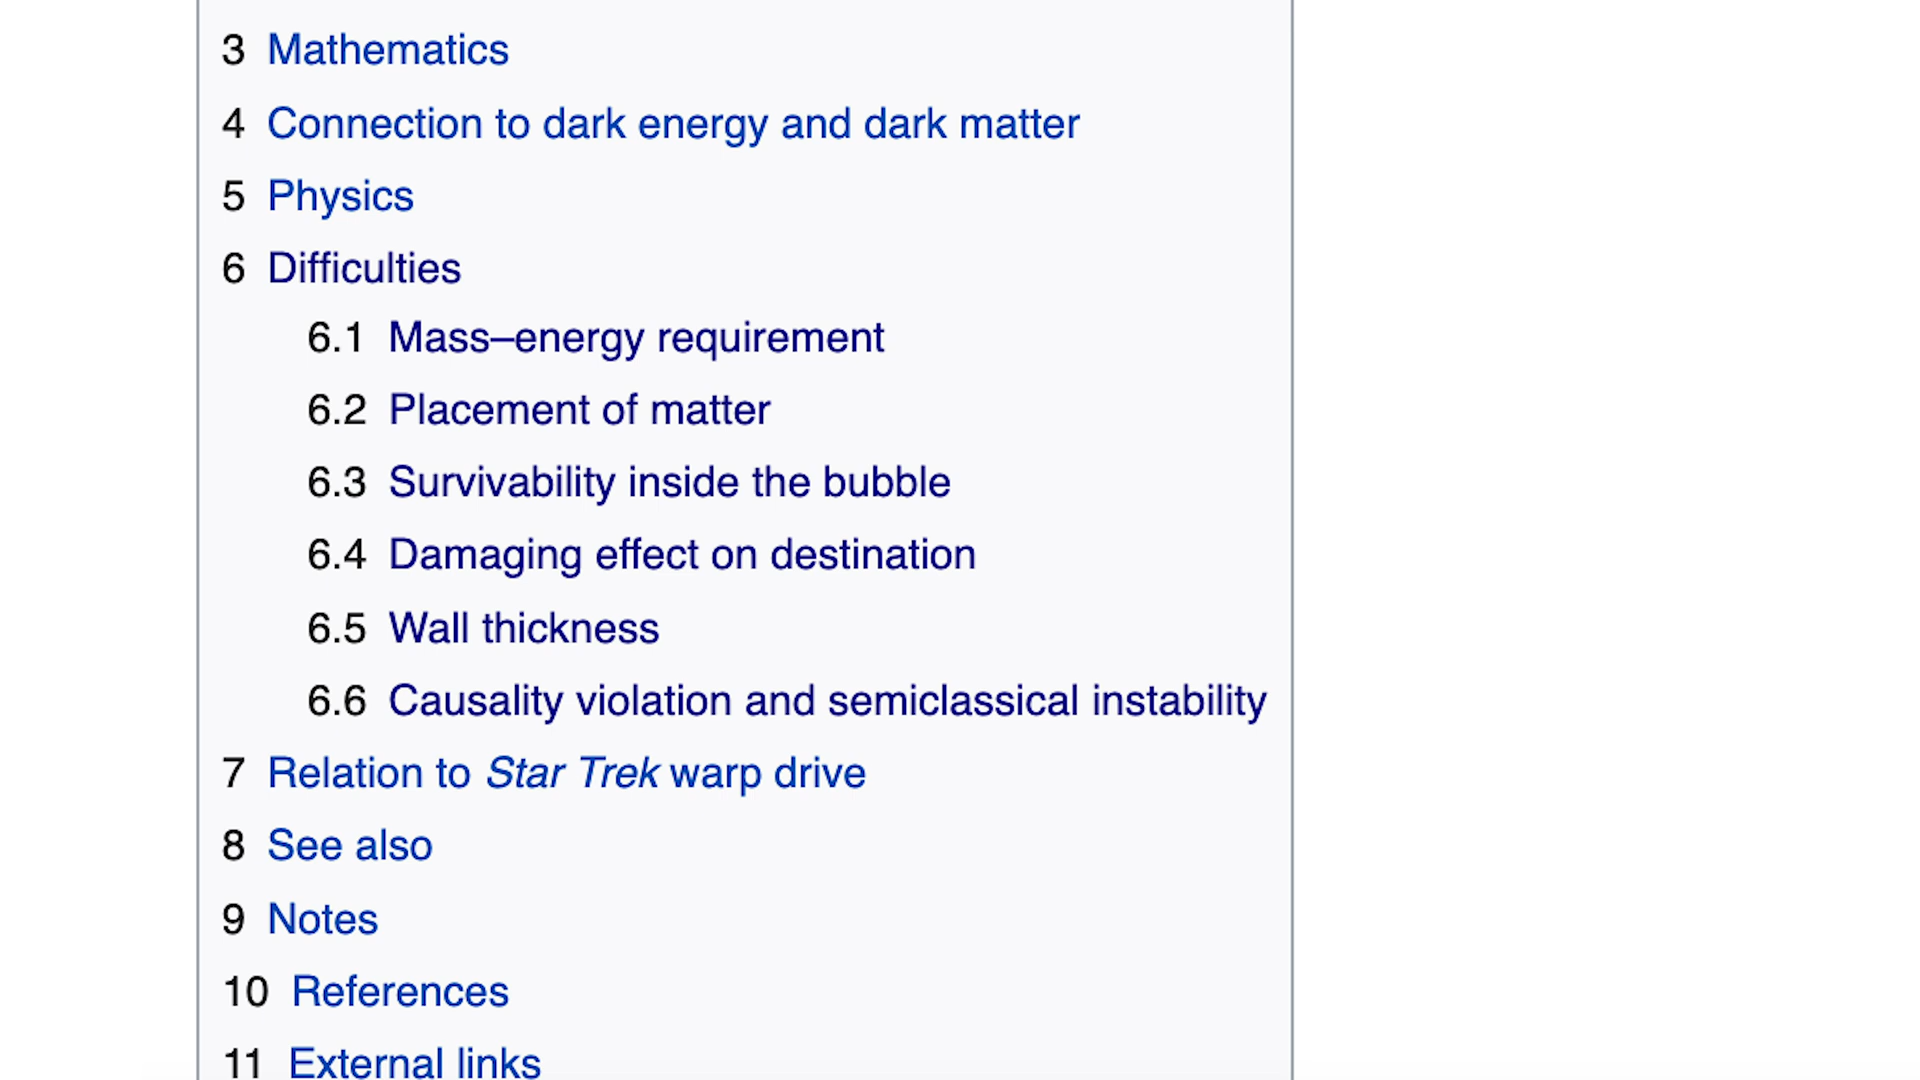 3 Mathematics
4 Connection to dark energy and dark matter
5 Physics
6 Difficulties
6.1 Mass–energy requirement
6.2 Placement of matter
6.3 Survivability inside the bubble
6.4 Damaging effect on destination
6.5 Wall thickness
6.6 Causality violation and semiclassical instability
7 Relation to Star Trek warp drive
8 See also
9 Notes
10 References
11 External links